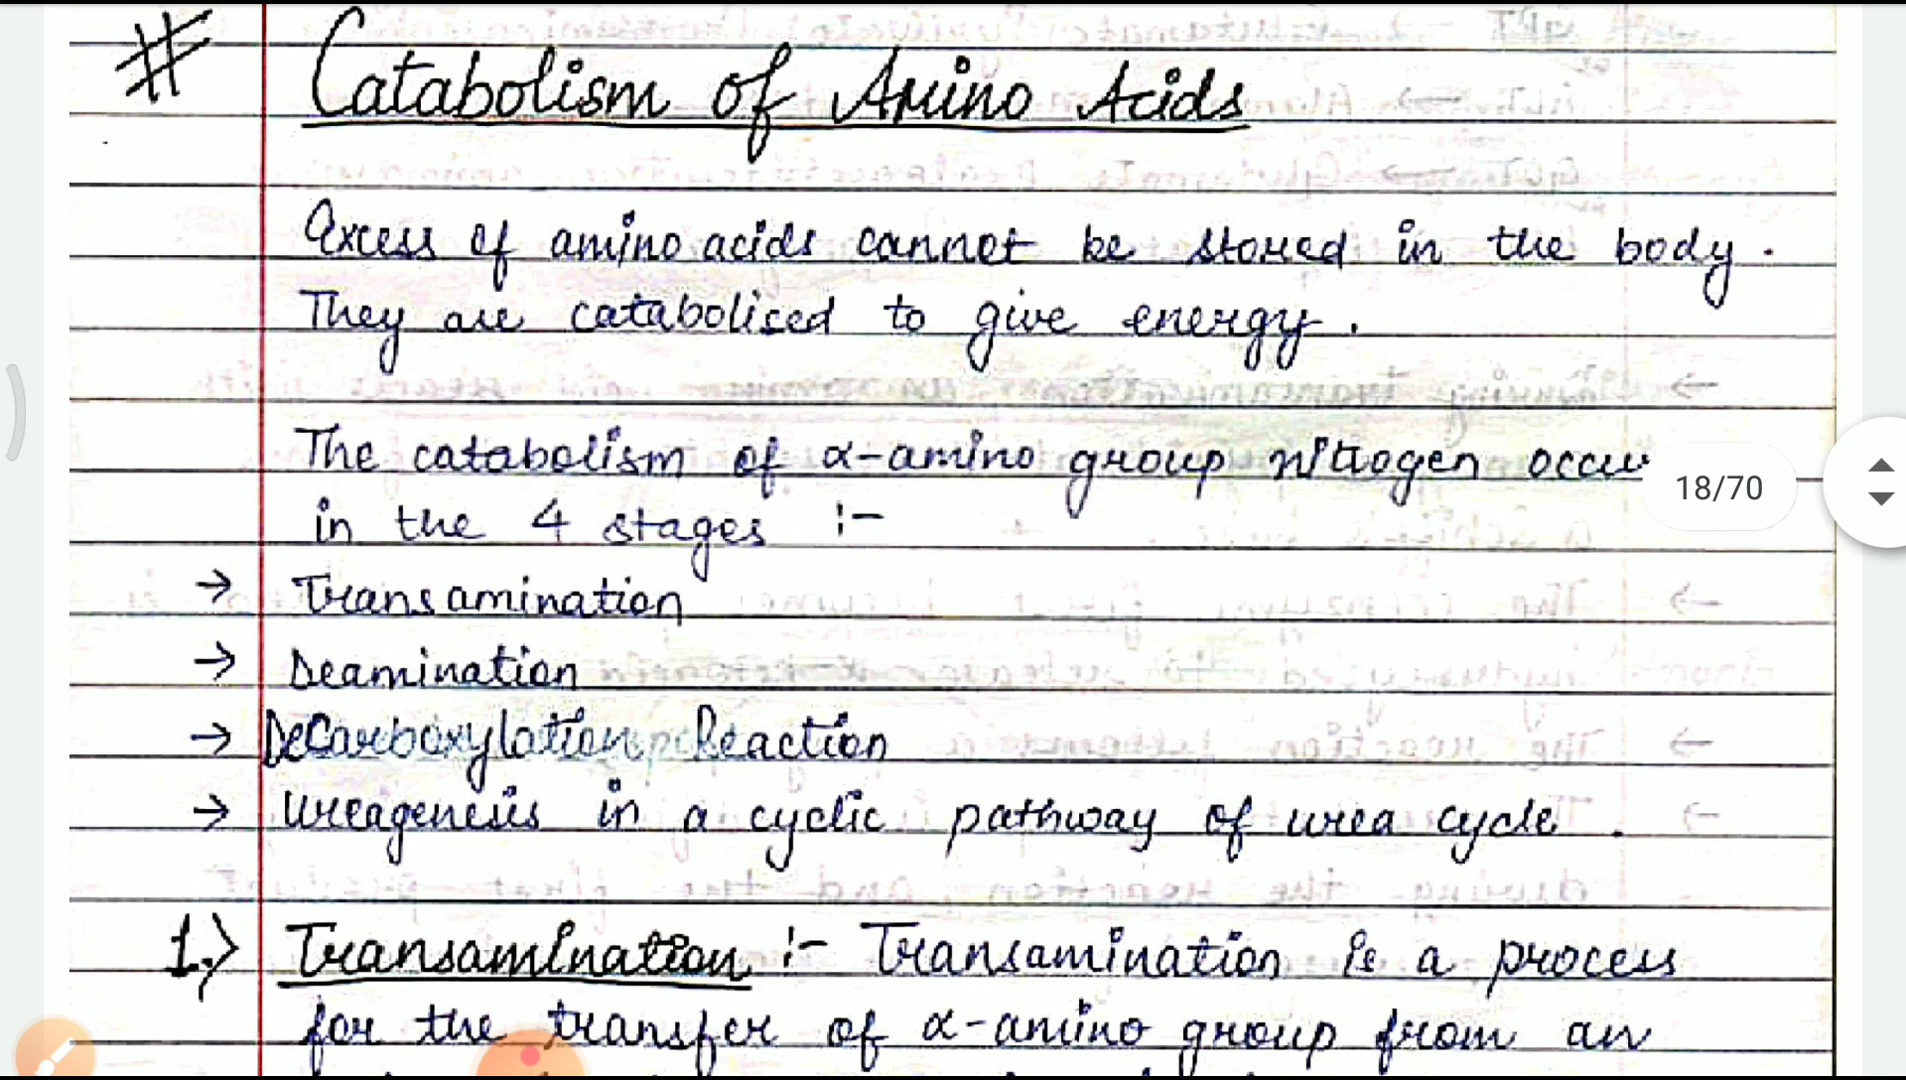 # Catabolism of Amino Acids
Excess of amino acids cannot be stored in the body.
They are catabolised to give energy.
The catabolism of α-amino group nitrogen occur
18/70
in the 4 stages :-
→ Transamination
→ Deamination
→ DeCarboxylation Reaction
→ Ureagenesis in a cyclic pathway of urea cycle.
1.) Transamination :- Transamination is a process
for the transfer of α-amino group from an